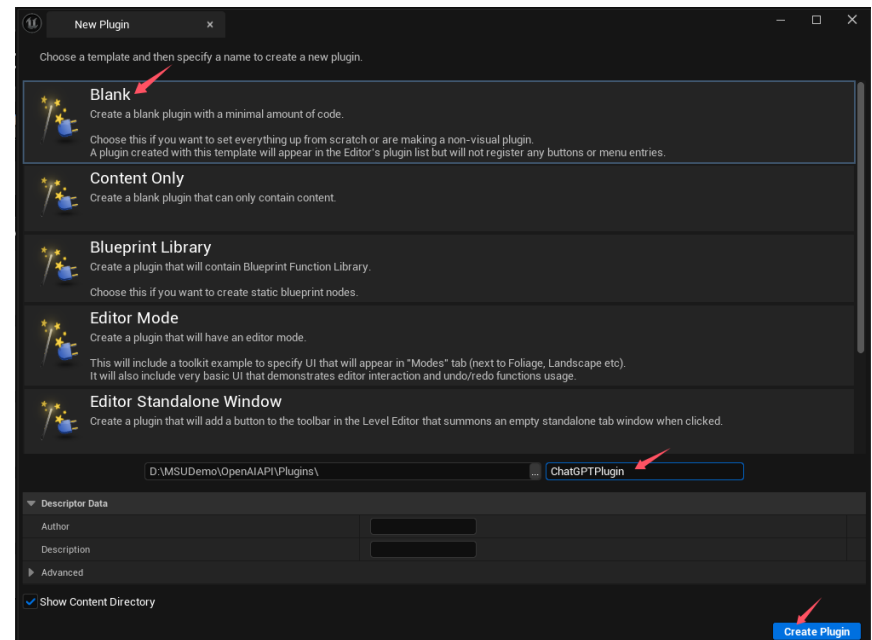 New Plugin
Choose a template and then specify a name to create a new plugin.
Blank
Create a blank plugin with a minimal amount of code.
Choose this if you want to set everything up from scratch or are making a non-visual plugin.
A plugin created with this template will appear in the Editor's plugin list but will not register any buttons or menu entries.
Content Only
Create a blank plugin that can only contain content.
Blueprint Library
Create a plugin that will contain Blueprint Function Library.
Choose this if you want to create static blueprint nodes.
Editor Mode
Create a plugin that will have an editor mode.
This will include a toolkit example to specify UI that will appear in "Modes" tab (next to Foliage, Landscape etc).
It will also include very basic UI that demonstrates editor interaction and undo/redo functions usage.
Editor Standalone Window
Create a plugin that will add a button to the toolbar in the Level Editor that summons an empty standalone tab window when clicked.
D:\MSUDemo\OpenAIAPI\Plugins\ ... ChatGPTPlugin
Descriptor Data
Author
Description
Advanced
Show Content Directory
Create Plugin